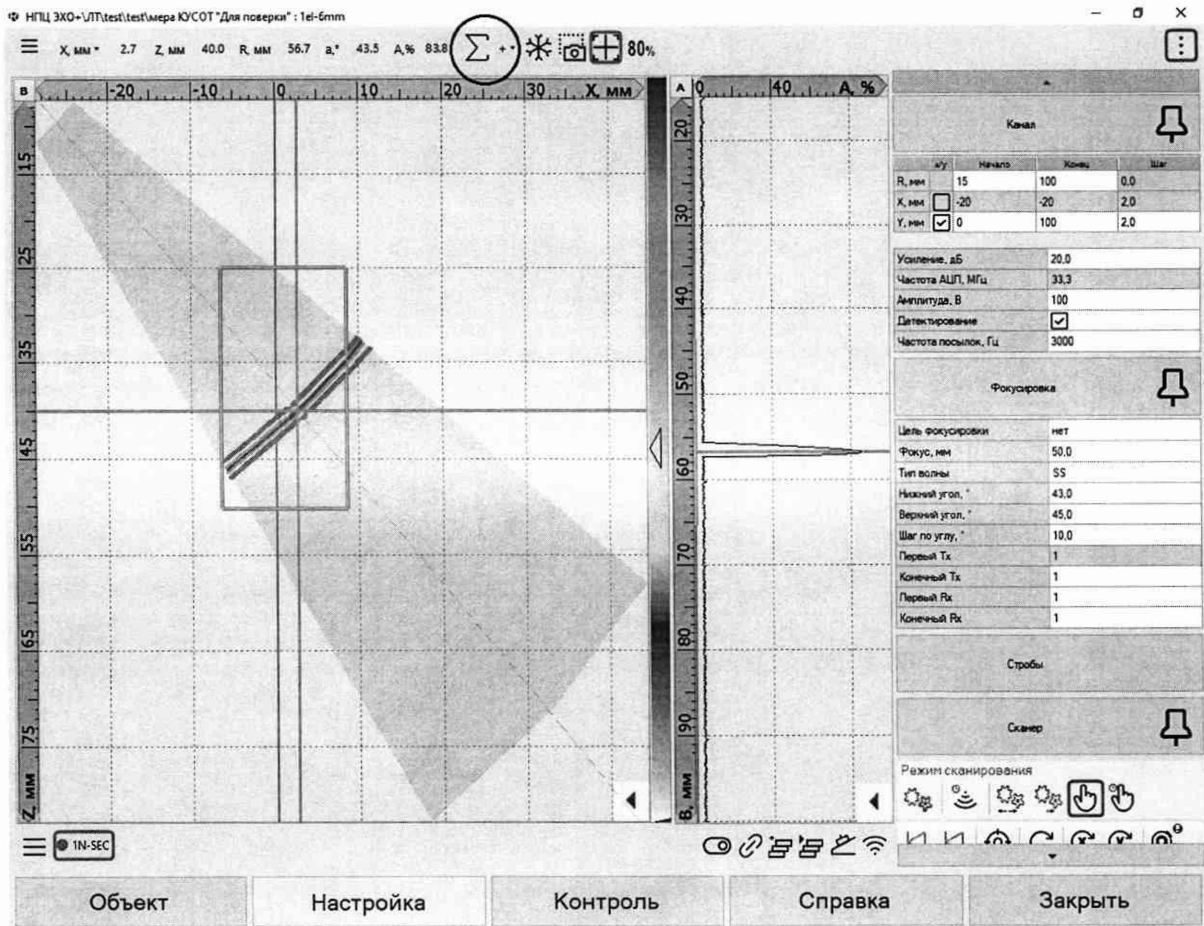 НПЦ ЭХО+\ЛТ\test\test\мера КУСОТ "Для поверки" : 1el-6mm
X, мм 2.7 Z, мм 40.0 R, мм 56.7 a,° 43.5 A,% 83.8 Σ + 80%
B -20 -10 0 10 20 30 X, мм
15
25
35
45
55
65
75
Z, мм
A 0 40 A, %
20
30
40
50
60
70
80
90
В, мм
Канал
x/y Начало Конец Шаг
R, мм 15 100 0.0
X, мм -20 -20 2,0
Y, мм 0 100 2,0
Усиление, дБ 20,0
Частота АЦП, МГц 33,3
Амплитуда, В 100
Детектирование
Частота посылок, Гц 3000
Фокусировка
Цель фокусировки нет
Фокус, мм 50,0
Тип волны SS
Нижний угол, ° 43,0
Верхний угол, ° 45,0
Шаг по углу, ° 10,0
Первый Tx 1
Конечный Tx 1
Первый Rx 1
Конечный Rx 1
Стробы
Сканер
Режим сканирования
1N-SEC
Объект
Настройка
Контроль
Справка
Закрыть